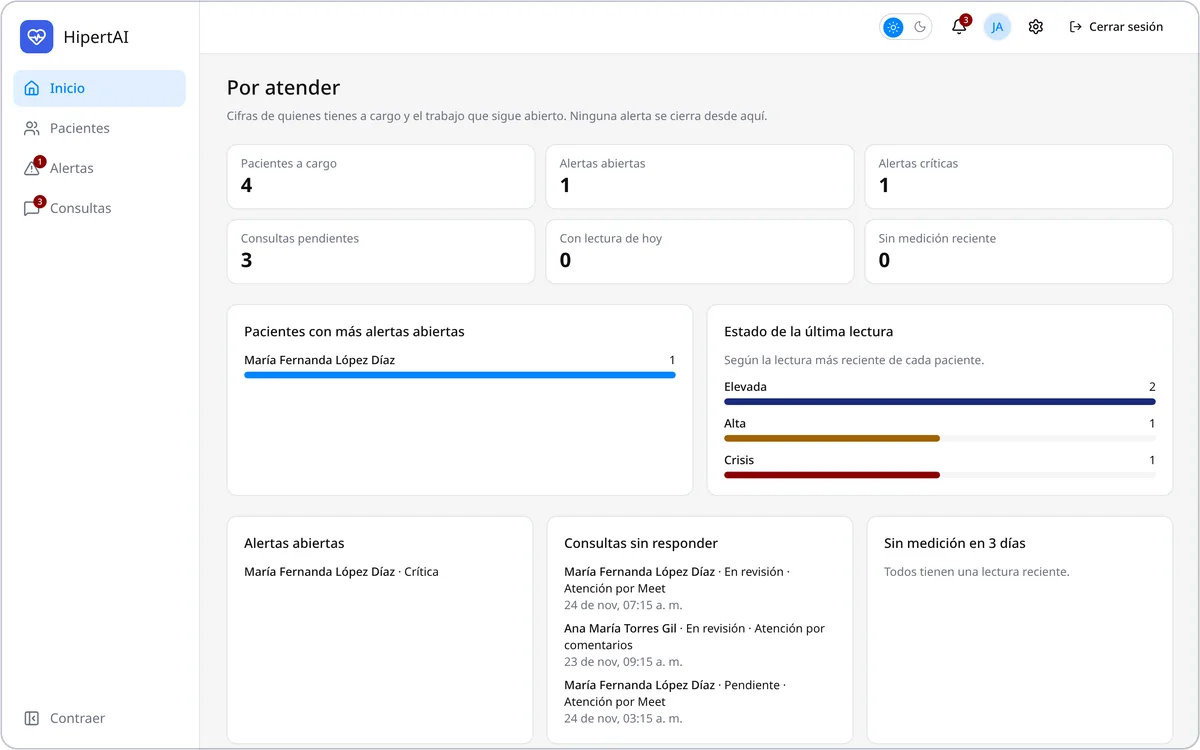 HipertAI
3
JA
Cerrar sesión
Inicio
Pacientes
1
Alertas
3
Consultas
Contraer
Por atender
Cifras de quienes tienes a cargo y el trabajo que sigue abierto. Ninguna alerta se cierra desde aquí.
Pacientes a cargo
4
Alertas abiertas
1
Alertas críticas
1
Consultas pendientes
3
Con lectura de hoy
0
Sin medición reciente
0
Pacientes con más alertas abiertas
María Fernanda López Díaz 1
Estado de la última lectura
Según la lectura más reciente de cada paciente.
Elevada 2
Alta 1
Crisis 1
Alertas abiertas
María Fernanda López Díaz · Crítica
Consultas sin responder
María Fernanda López Díaz · En revisión ·
Atención por Meet
24 de nov, 07:15 a. m.
Ana María Torres Gil · En revisión · Atención por
comentarios
23 de nov, 09:15 a. m.
María Fernanda López Díaz · Pendiente ·
Atención por Meet
24 de nov, 03:15 a. m.
Sin medición en 3 días
Todos tienen una lectura reciente.